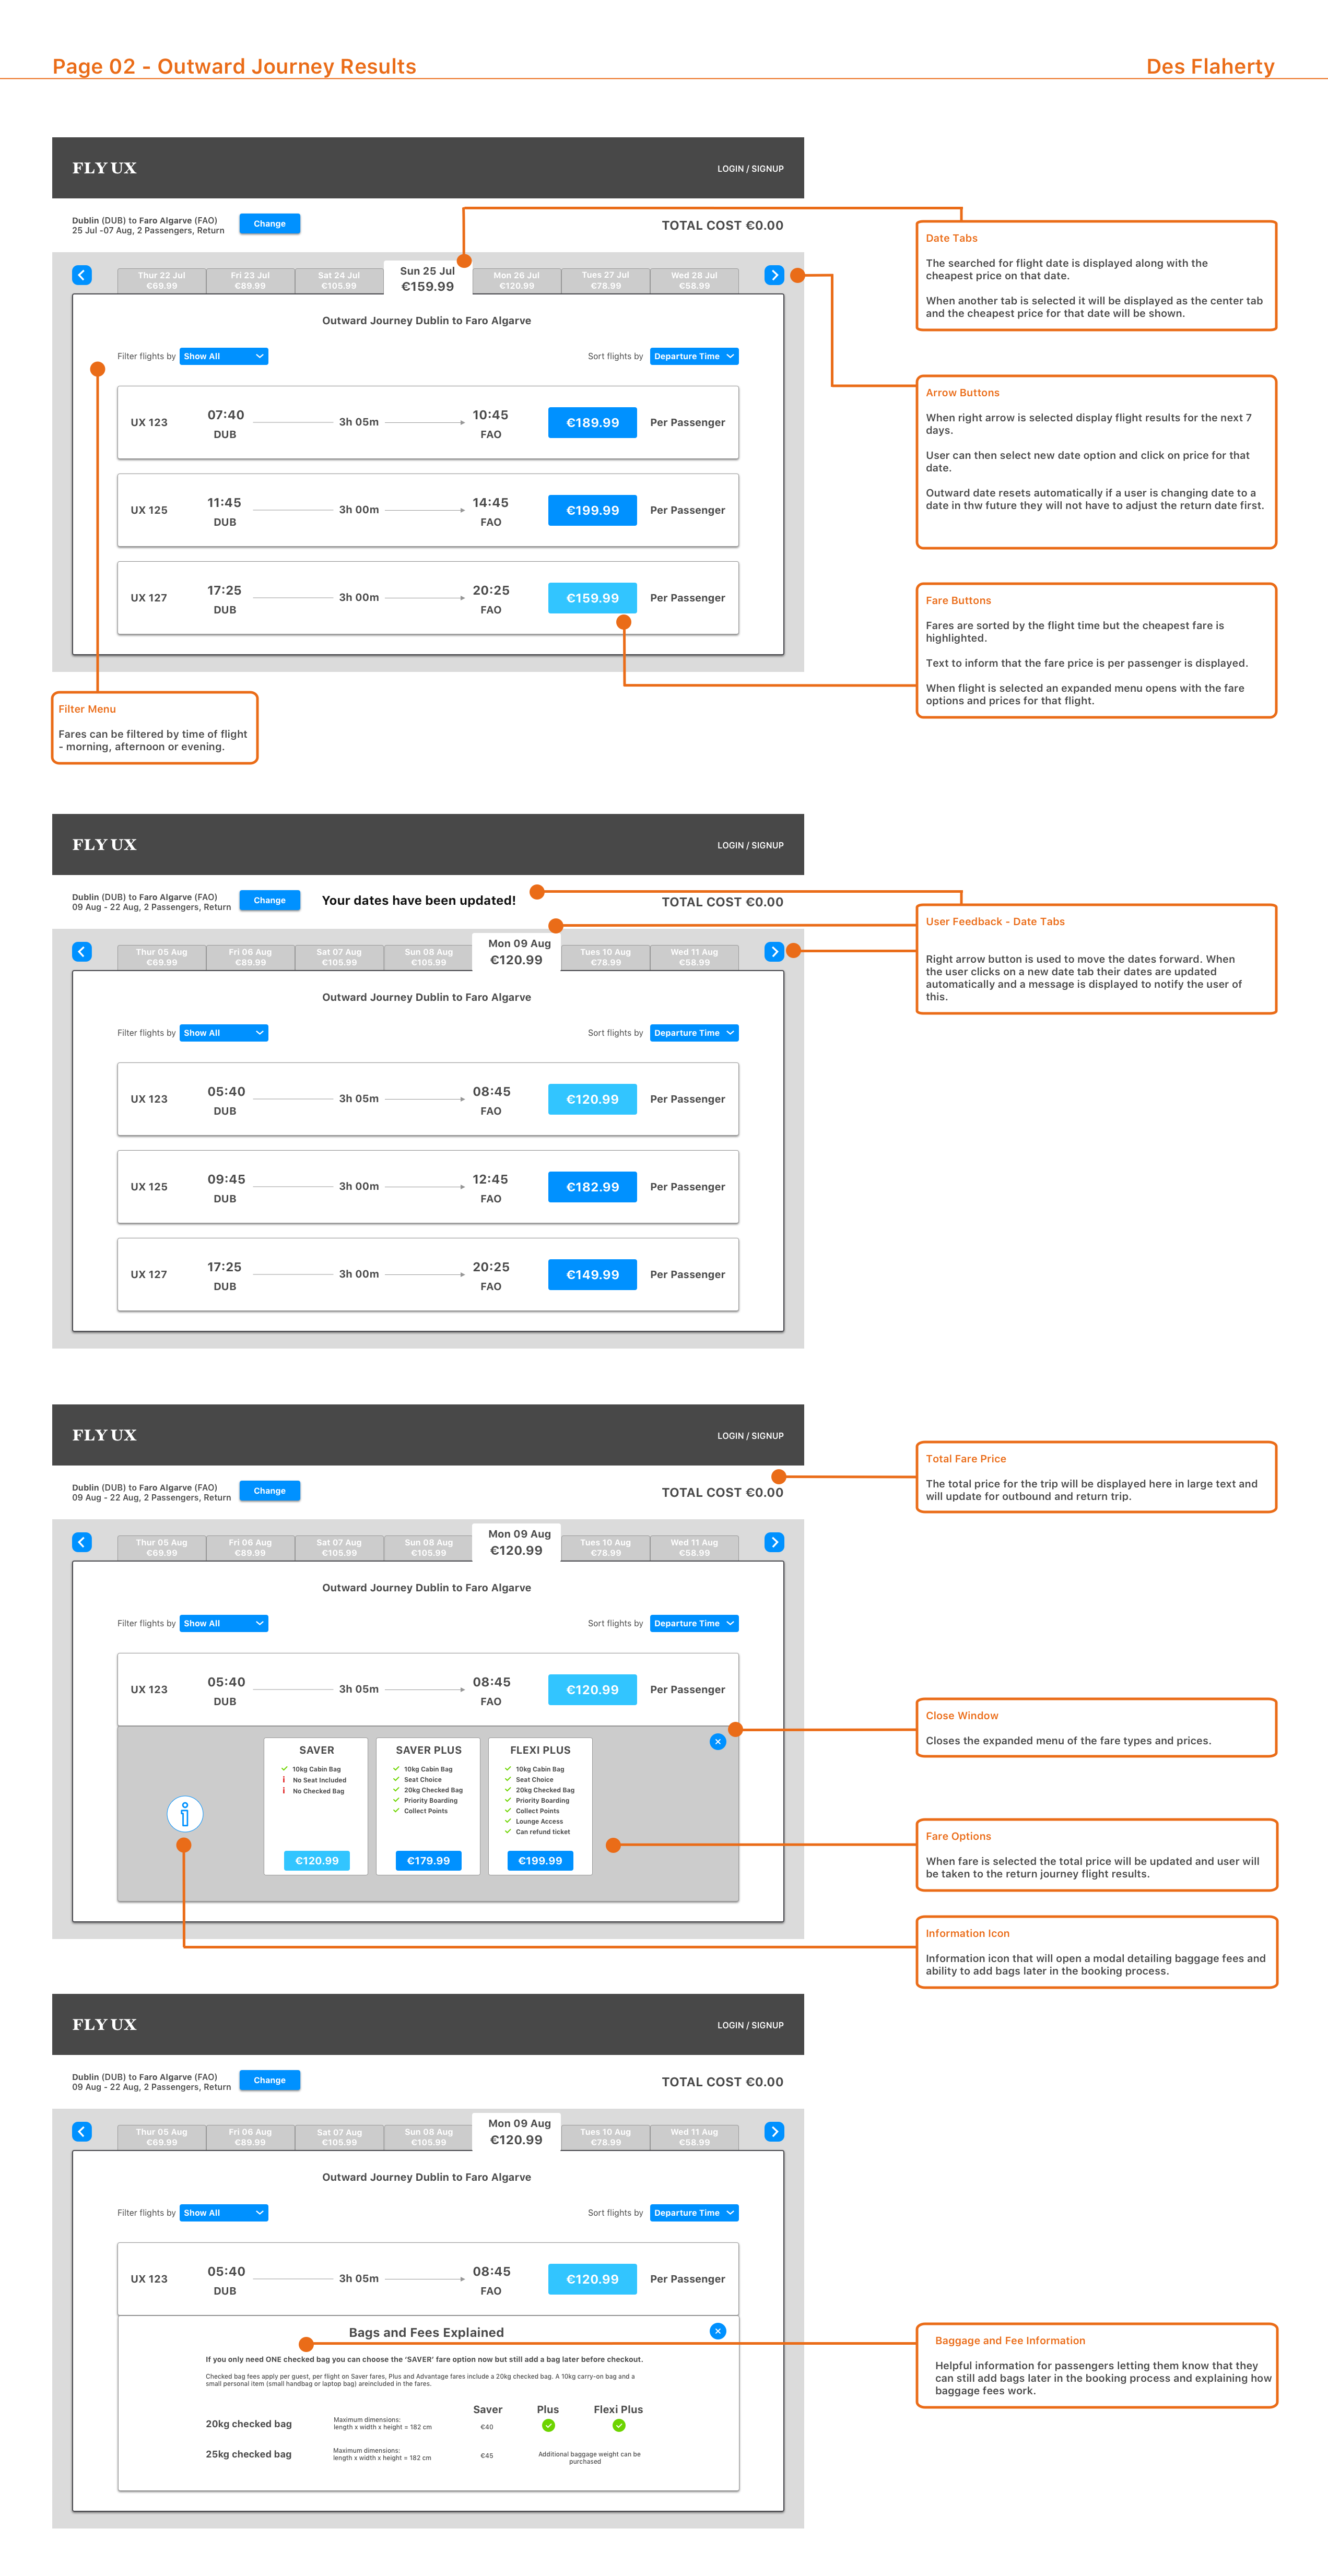 Page 02 - Outward Journey Results
Des Flaherty
FLY UX
LOGIN / SIGNUP
Dublin (DUB) to Faro Algarve (FAO)
25 Jul -07 Aug, 2 Passengers, Return
Change
TOTAL COST €0.00
Thur 22 Jul
€69.99
Fri 23 Jul
€89.99
Sat 24 Jul
€105.99
Sun 25 Jul
€159.99
Mon 26 Jul
€120.99
Tues 27 Jul
€78.99
Wed 28 Jul
€58.99
Outward Journey Dublin to Faro Algarve
Filter flights by
Show All
Sort flights by
Departure Time
UX 123
07:40
DUB
3h 05m
10:45
FAO
€189.99
Per Passenger
UX 125
11:45
DUB
3h 00m
14:45
FAO
€199.99
Per Passenger
UX 127
17:25
DUB
3h 00m
20:25
FAO
€159.99
Per Passenger
Date Tabs
The searched for flight date is displayed along with the
cheapest price on that date.
When another tab is selected it will be displayed as the center tab
and the cheapest price for that date will be shown.
Arrow Buttons
When right arrow is selected display flight results for the next 7
days.
User can then select new date option and click on price for that
date.
Outward date resets automatically if a user is changing date to a
date in thw future they will not have to adjust the return date first.
Fare Buttons
Fares are sorted by the flight time but the cheapest fare is
highlighted.
Text to inform that the fare price is per passenger is displayed.
When flight is selected an expanded menu opens with the fare
options and prices for that flight.
Filter Menu
Fares can be filtered by time of flight
- morning, afternoon or evening.
FLY UX
LOGIN / SIGNUP
Dublin (DUB) to Faro Algarve (FAO)
09 Aug - 22 Aug, 2 Passengers, Return
Change
Your dates have been updated!
TOTAL COST €0.00
Thur 05 Aug
€69.99
Fri 06 Aug
€89.99
Sat 07 Aug
€105.99
Sun 08 Aug
€105.99
Mon 09 Aug
€120.99
Tues 10 Aug
€78.99
Wed 11 Aug
€58.99
Outward Journey Dublin to Faro Algarve
Filter flights by
Show All
Sort flights by
Departure Time
UX 123
05:40
DUB
3h 05m
08:45
FAO
€120.99
Per Passenger
UX 125
09:45
DUB
3h 00m
12:45
FAO
€182.99
Per Passenger
UX 127
17:25
DUB
3h 00m
20:25
FAO
€149.99
Per Passenger
User Feedback - Date Tabs
Right arrow button is used to move the dates forward. When
the user clicks on a new date tab their dates are updated
automatically and a message is displayed to notify the user of
this.
FLY UX
LOGIN / SIGNUP
Dublin (DUB) to Faro Algarve (FAO)
09 Aug - 22 Aug, 2 Passengers, Return
Change
TOTAL COST €0.00
Thur 05 Aug
€69.99
Fri 06 Aug
€89.99
Sat 07 Aug
€105.99
Sun 08 Aug
€105.99
Mon 09 Aug
€120.99
Tues 10 Aug
€78.99
Wed 11 Aug
€58.99
Outward Journey Dublin to Faro Algarve
Filter flights by
Show All
Sort flights by
Departure Time
UX 123
05:40
DUB
3h 05m
08:45
FAO
€120.99
Per Passenger
SAVER
10kg Cabin Bag
No Seat Included
No Checked Bag
€120.99
SAVER PLUS
10kg Cabin Bag
Seat Choice
20kg Checked Bag
Priority Boarding
Collect Points
€179.99
FLEXI PLUS
10kg Cabin Bag
Seat Choice
20kg Checked Bag
Priority Boarding
Collect Points
Lounge Access
Can refund ticket
€199.99
Total Fare Price
The total price for the trip will be displayed here in large text and
will update for outbound and return trip.
Close Window
Closes the expanded menu of the fare types and prices.
Fare Options
When fare is selected the total price will be updated and user will
be taken to the return journey flight results.
Information Icon
Information icon that will open a modal detailing baggage fees and
ability to add bags later in the booking process.
FLY UX
LOGIN / SIGNUP
Dublin (DUB) to Faro Algarve (FAO)
09 Aug - 22 Aug, 2 Passengers, Return
Change
TOTAL COST €0.00
Thur 05 Aug
€69.99
Fri 06 Aug
€89.99
Sat 07 Aug
€105.99
Sun 08 Aug
€105.99
Mon 09 Aug
€120.99
Tues 10 Aug
€78.99
Wed 11 Aug
€58.99
Outward Journey Dublin to Faro Algarve
Filter flights by
Show All
Sort flights by
Departure Time
UX 123
05:40
DUB
3h 05m
08:45
FAO
€120.99
Per Passenger
Bags and Fees Explained
If you only need ONE checked bag you can choose the ‘SAVER’ fare option now but still add a bag later before checkout.
Checked bag fees apply per guest, per flight on Saver fares, Plus and Advantage fares include a 20kg checked bag. A 10kg carry-on bag and a
small personal item (small handbag or laptop bag) areincluded in the fares.
Saver
Plus
Flexi Plus
20kg checked bag
Maximum dimensions:
length x width x height = 182 cm
€40
25kg checked bag
Maximum dimensions:
length x width x height = 182 cm
€45
Additional baggage weight can be
purchased
Baggage and Fee Information
Helpful information for passengers letting them know that they
can still add bags later in the booking process and explaining how
baggage fees work.